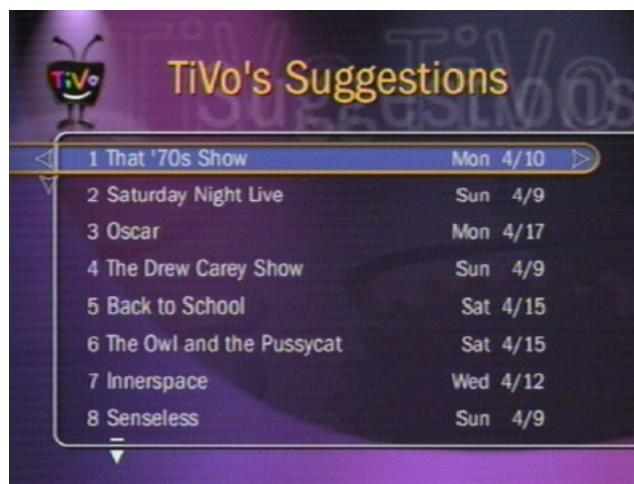 TiVo
TiVo's Suggestions
1 That '70s Show Mon 4/10
2 Saturday Night Live Sun 4/9
3 Oscar Mon 4/17
4 The Drew Carey Show Sun 4/9
5 Back to School Sat 4/15
6 The Owl and the Pussycat Sat 4/15
7 Innerspace Wed 4/12
8 Senseless Sun 4/9